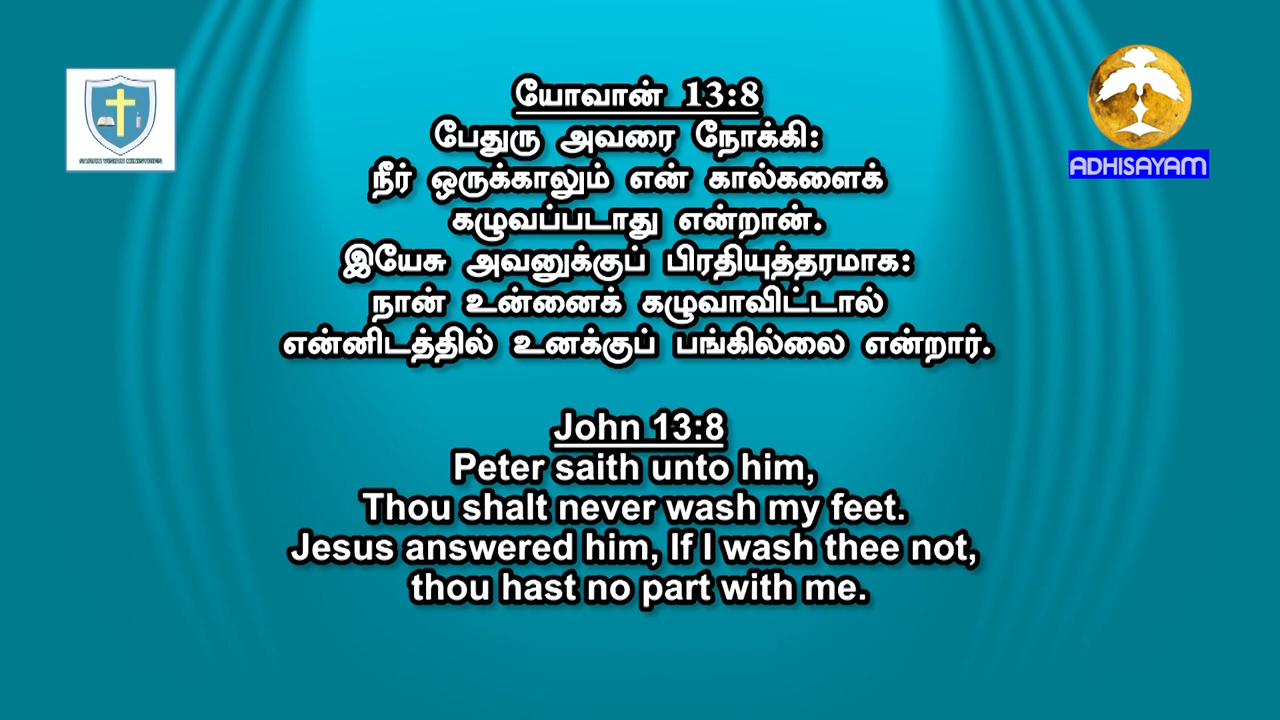 யோவான் 13:8
பேதுரு அவரை நோக்கி:
நீர் ஒருக்காலும் என் கால்களைக்
கழுவப்படாது என்றான்.
இயேசு அவனுக்குப் பிரதியுத்தரமாக:
நான் உன்னைக் கழுவாவிட்டால்
என்னிடத்தில் உனக்குப் பங்கில்லை என்றார்.
John 13:8
Peter saith unto him,
Thou shalt never wash my feet.
Jesus answered him, If I wash thee not,
thou hast no part with me.
ADHISAYAM